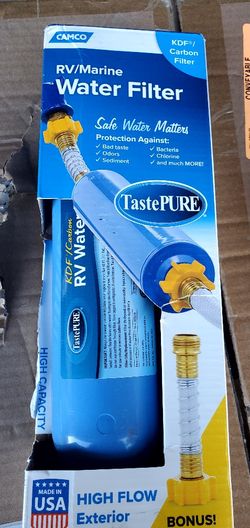 CAMCO
KDF®/
Carbon
Filter
RV/Marine
Water Filter
Safe Water Matters
Protection Against:
✓ Bad taste
✓ Odors
✓ Sediment
✓ Bacteria
✓ Chlorine
✓ and much MORE!
TastePURE
KDF/Carbon
RV Water
TastePURE
HIGH CAPACITY
MADE IN
USA
HIGH FLOW
Exterior
BONUS!
CONVEYABLE